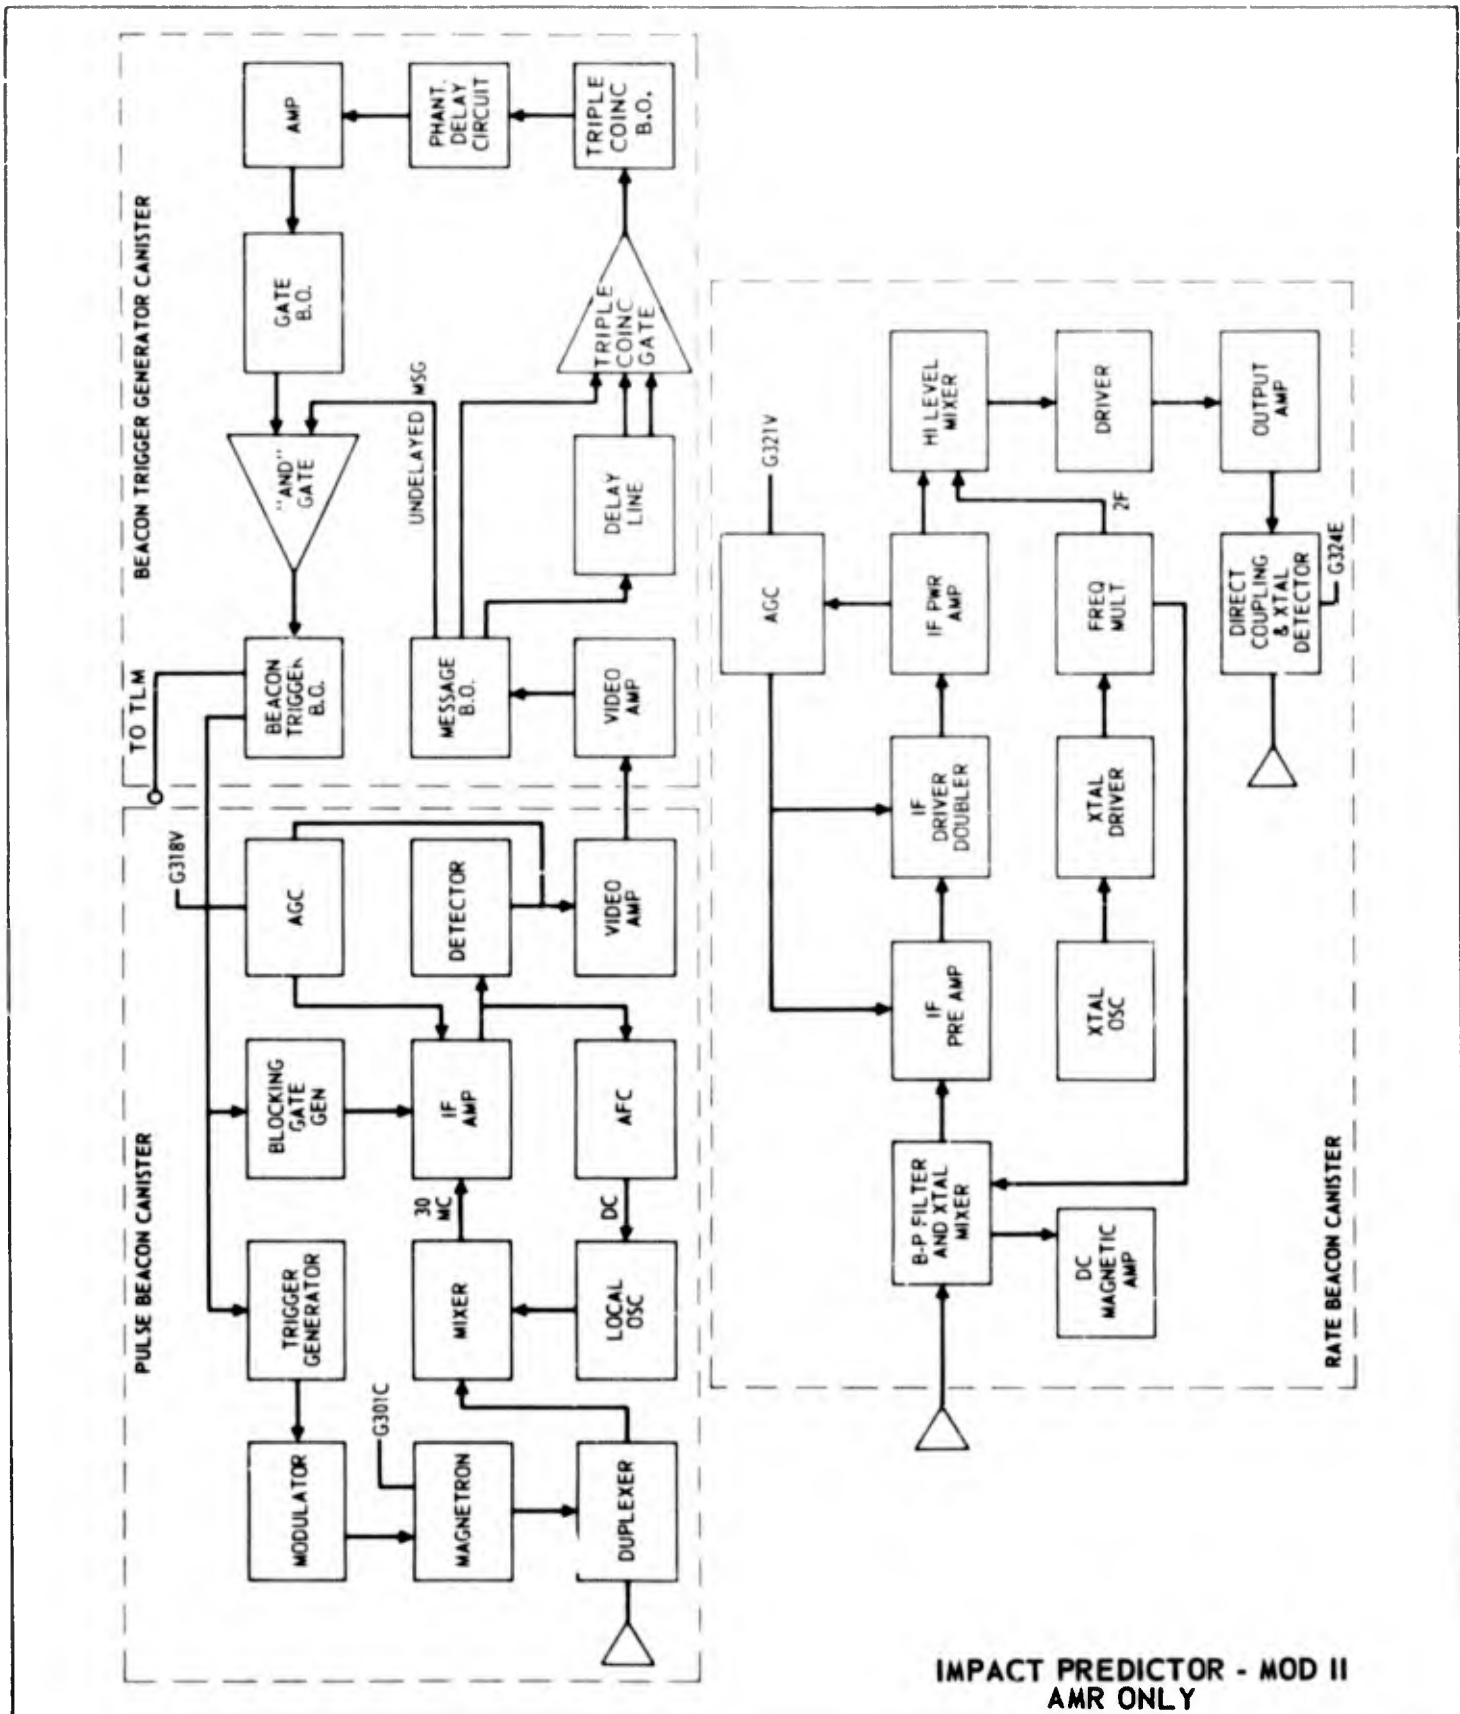 BEACON TRIGGER GENERATOR CANISTER
TO TLM
BEACON
TRIGGER
B.O.
"AND"
GATE
GATE
B.O.
AMP
UNDELAYED MSG
MESSAGE
B.O.
PHANT.
DELAY
CIRCUIT
VIDEO
AMP
DELAY
LINE
TRIPLE
COINC
GATE
TRIPLE
COINC
B.O.
PULSE BEACON CANISTER
G318V
MODULATOR
TRIGGER
GENERATOR
BLOCKING
GATE
GEN
AGC
G301C
MAGNETRON
MIXER
30
MC
IF
AMP
DETECTOR
DUPLEXER
LOCAL
OSC
DC
AFC
VIDEO
AMP
AGC
G321V
B-P FILTER
AND XTAL
MIXER
IF
PRE AMP
IF
DRIVER
DOUBLER
IF PWR
AMP
HI LEVEL
MIXER
DC
MAGNETIC
AMP
XTAL
OSC
XTAL
DRIVER
FREQ
MULT.
2F
DRIVER
DIRECT
COUPLING
& XTAL
DETECTOR
G324E
OUTPUT
AMP
RATE BEACON CANISTER
IMPACT PREDICTOR - MOD II
AMR ONLY